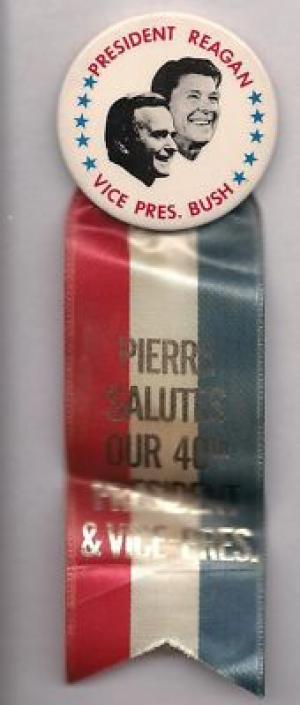 PRESIDENT REAGAN
VICE PRES. BUSH
PIERRE
SALUTES
OUR 40TH
PRESIDENT
& VICE PRES.